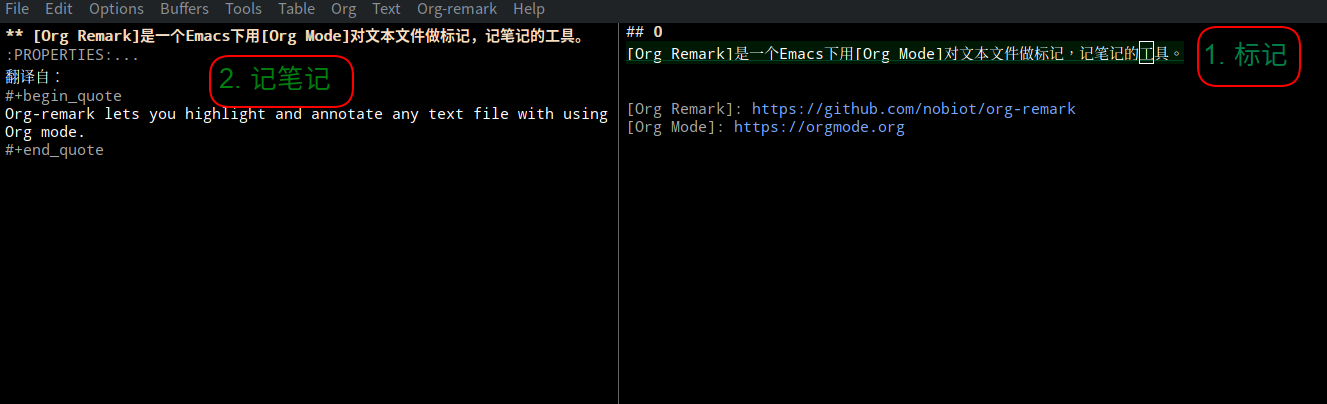 File Edit Options Buffers Tools Table Org Text Org-remark Help
** [Org Remark]是一个Emacs下用[Org Mode]对文本文件做标记，记笔记的工具。
:PROPERTIES:...
翻译自：
2. 记笔记
#+begin_quote
Org-remark lets you highlight and annotate any text file with using
Org mode.
#+end_quote
## O
[Org Remark]是一个Emacs下用[Org Mode]对文本文件做标记，记笔记的工具。
1. 标记
[Org Remark]: https://github.com/nobiot/org-remark
[Org Mode]: https://orgmode.org